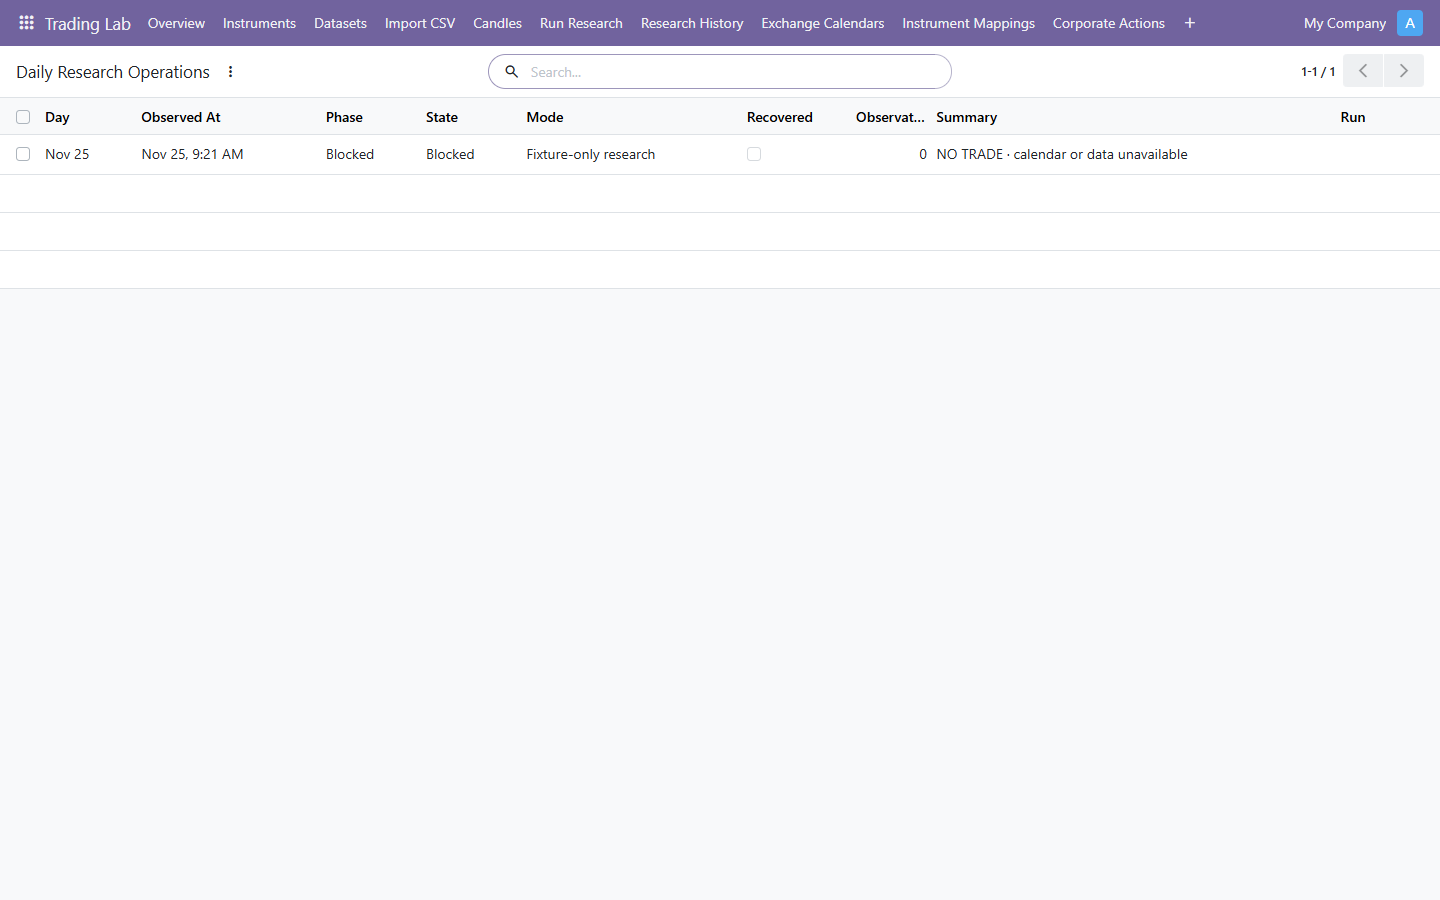 Trading Lab Overview Instruments Datasets Import CSV Candles Run Research Research History Exchange Calendars Instrument Mappings Corporate Actions + My Company A
Daily Research Operations Search... 1-1 / 1
Day Observed At Phase State Mode Recovered Observat... Summary Run
Nov 25 Nov 25, 9:21 AM Blocked Blocked Fixture-only research 0 NO TRADE · calendar or data unavailable